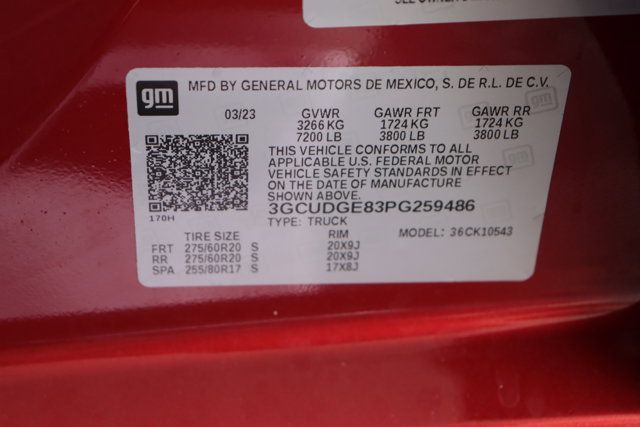 gm
MFD BY GENERAL MOTORS DE MEXICO, S. DE R.L. DE C.V.
03/23 GVWR GAWR FRT GAWR RR
3266 KG 1724 KG 1724 KG
7200 LB 3800 LB 3800 LB
THIS VEHICLE CONFORMS TO ALL
APPLICABLE U.S. FEDERAL MOTOR
VEHICLE SAFETY STANDARDS IN EFFECT
ON THE DATE OF MANUFACTURE
SHOWN ABOVE.
3GCUDGE83PG259486
170H TYPE: TRUCK
TIRE SIZE RIM MODEL: 36CK10543
FRT 275/60R20 S 20X9J
RR 275/60R20 S 20X9J
SPA 255/80R17 S 17X8J